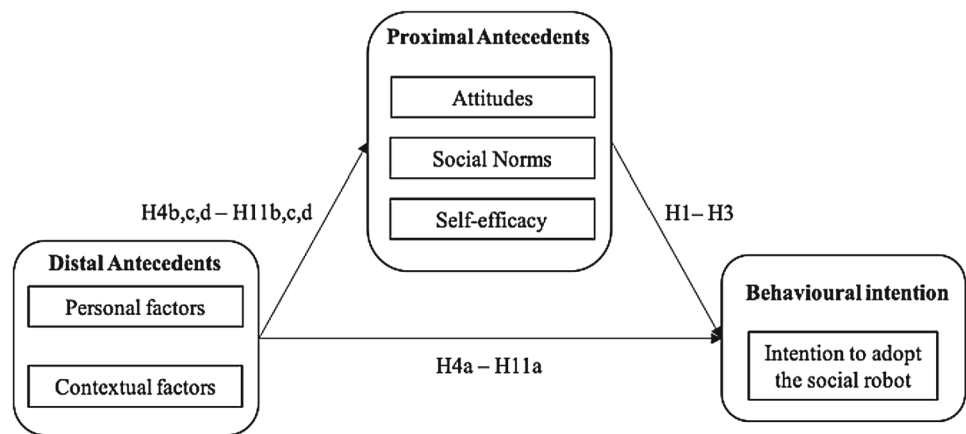 Proximal Antecedents
Attitudes
Social Norms
Self-efficacy
H4b,c,d – H11b,c,d
H1– H3
Distal Antecedents
Personal factors
Contextual factors
H4a – H11a
Behavioural intention
Intention to adopt
the social robot